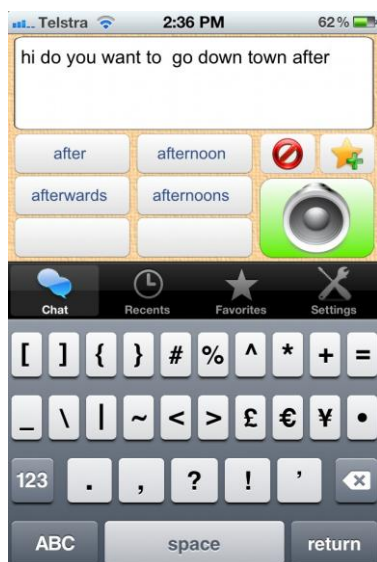 Telstra 2:36 PM 62%
hi do you want to  go down town after
after afternoon
afterwards afternoons
Chat Recents Favorites Settings
[ ] { } # % ^ * + =
_ \ | ~ < > £ € ¥ •
123 . , ? ! '
ABC space return